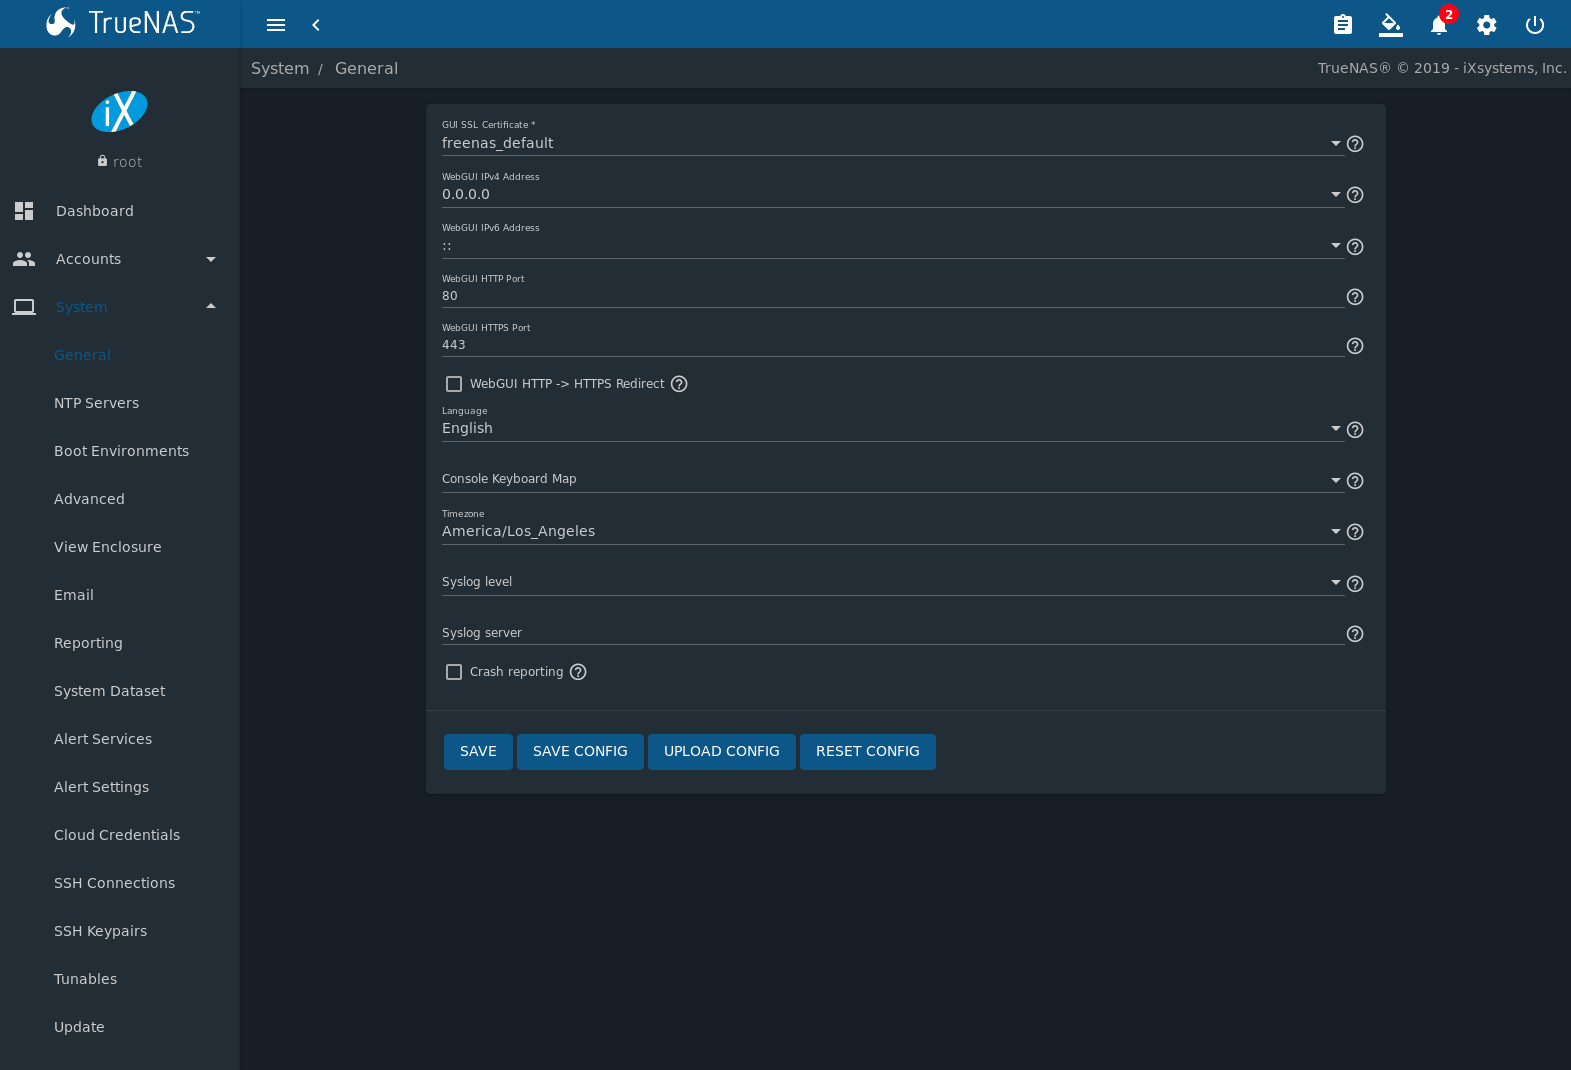 TrueNAS™
2
System / General
TrueNAS® © 2019 - iXsystems, Inc.
iX
root
Dashboard
Accounts
System
General
NTP Servers
Boot Environments
Advanced
View Enclosure
Email
Reporting
System Dataset
Alert Services
Alert Settings
Cloud Credentials
SSH Connections
SSH Keypairs
Tunables
Update
GUI SSL Certificate *
freenas_default
WebGUI IPv4 Address
0.0.0.0
WebGUI IPv6 Address
::
WebGUI HTTP Port
80
WebGUI HTTPS Port
443
WebGUI HTTP -> HTTPS Redirect
Language
English
Console Keyboard Map
Timezone
America/Los_Angeles
Syslog level
Syslog server
Crash reporting
SAVE SAVE CONFIG UPLOAD CONFIG RESET CONFIG